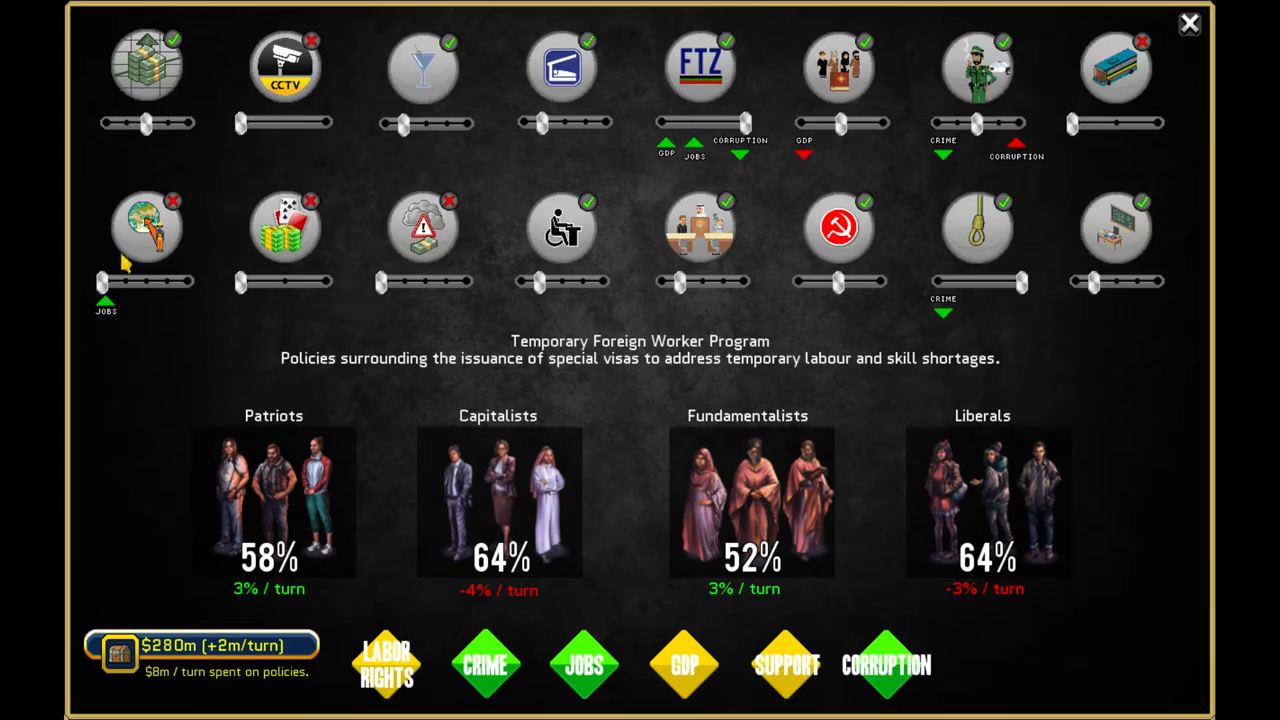 CCTV
FTZ
GDP
JOBS
CORRUPTION
GDP
CRIME
CORRUPTION
JOBS
CRIME
Temporary Foreign Worker Program
Policies surrounding the issuance of special visas to address temporary labour and skill shortages.
Patriots
Capitalists
Fundamentalists
Liberals
58%
64%
52%
64%
3% / turn
-4% / turn
3% / turn
-3% / turn
$280m (+2m/turn)
$8m / turn spent on policies.
LABOR
RIGHTS
CRIME
JOBS
GDP
SUPPORT
CORRUPTION